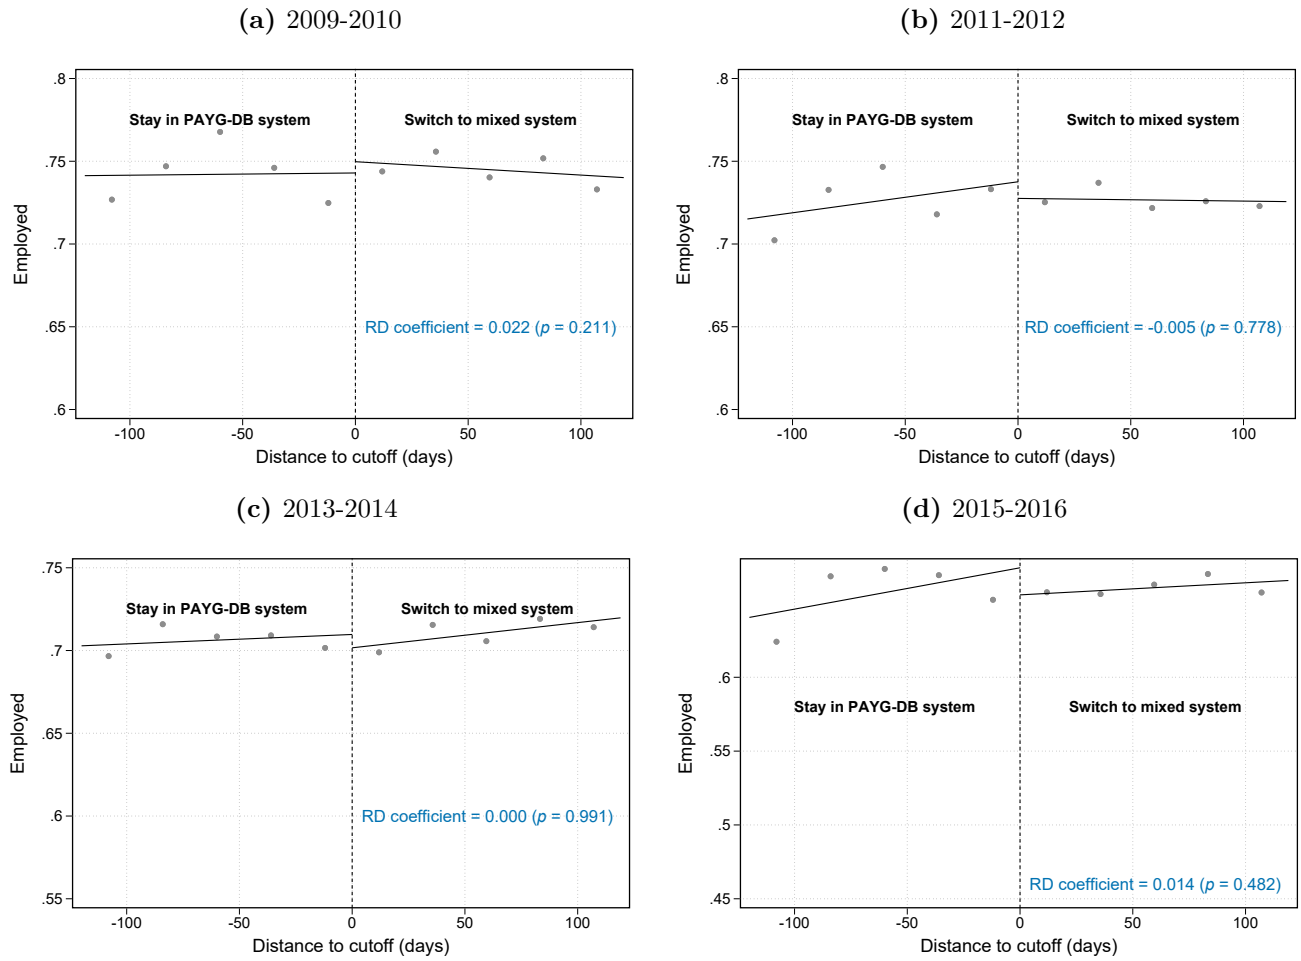 (a) 2009-2010
.8
.75
.7
.65
.6
Employed
Stay in PAYG-DB system
Switch to mixed system
RD coefficient = 0.022 (p = 0.211)
-100
-50
0
50
100
Distance to cutoff (days)
(b) 2011-2012
.8
.75
.7
.65
.6
Employed
Stay in PAYG-DB system
Switch to mixed system
RD coefficient = -0.005 (p = 0.778)
-100
-50
0
50
100
Distance to cutoff (days)
(c) 2013-2014
.75
.7
.65
.6
.55
Employed
Stay in PAYG-DB system
Switch to mixed system
RD coefficient = 0.000 (p = 0.991)
-100
-50
0
50
100
Distance to cutoff (days)
(d) 2015-2016
.6
.55
.5
.45
Employed
Stay in PAYG-DB system
Switch to mixed system
RD coefficient = 0.014 (p = 0.482)
-100
-50
0
50
100
Distance to cutoff (days)